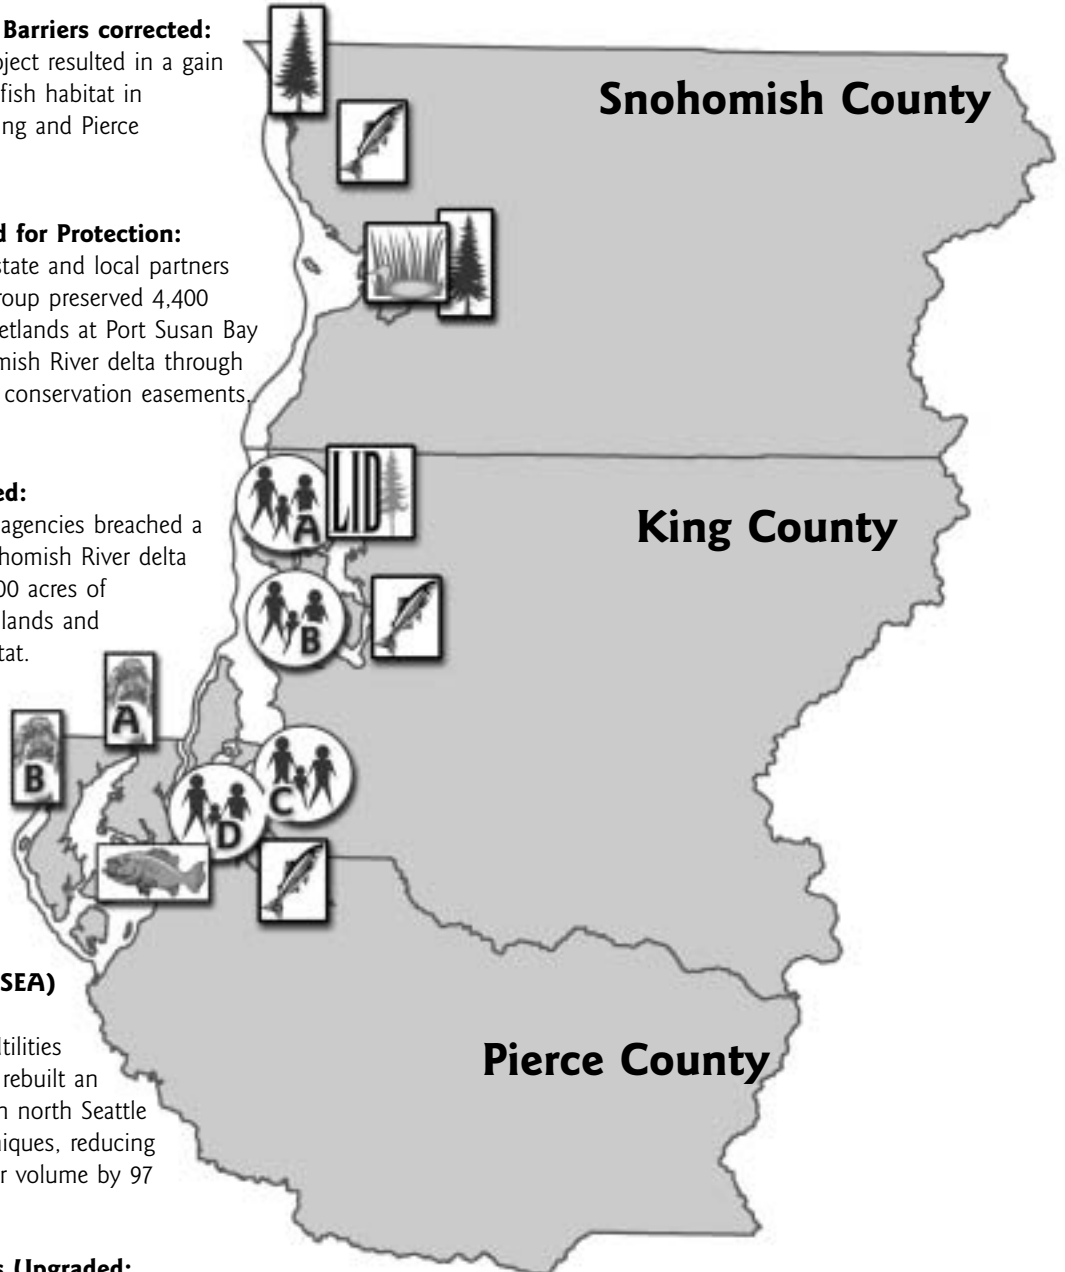 Barriers corrected:
ject resulted in a gain
fish habitat in
ng and Pierce
d for Protection:
state and local partners
roup preserved 4,400
etlands at Port Susan Bay
mish River delta through
conservation easements.
ed:
agencies breached a
homish River delta
00 acres of
lands and
tat.
SEA)
tilities
rebuilt an
n north Seattle
niques, reducing
r volume by 97
s Upgraded:
Snohomish County
LID
A
King County
B
A
B
C
D
Pierce County